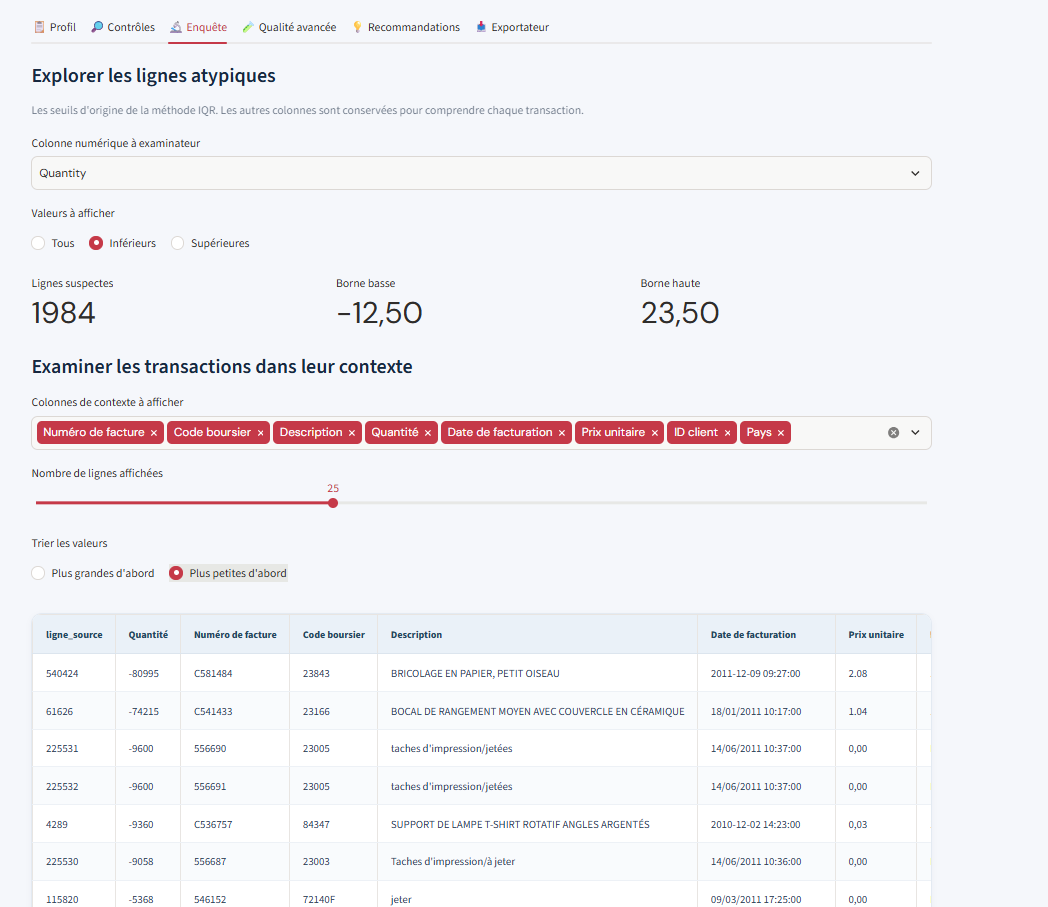 Profil Contrôles Enquête Qualité avancée Recommandations Exportateur
Explorer les lignes atypiques
Les seuils d'origine de la méthode IQR. Les autres colonnes sont conservées pour comprendre chaque transaction.
Colonne numérique à examinateur
Quantity
Valeurs à afficher
Tous Inférieurs Supérieures
Lignes suspectes Borne basse Borne haute
1984 −12,50 23,50
Examiner les transactions dans leur contexte
Colonnes de contexte à afficher
Numéro de facture × Code boursier × Description × Quantité × Date de facturation × Prix unitaire × ID client × Pays ×
Nombre de lignes affichées
25
Trier les valeurs
Plus grandes d'abord Plus petites d'abord
ligne_source Quantité Numéro de facture Code boursier Description Date de facturation Prix unitaire
540424 -80995 C581484 23843 BRICOLAGE EN PAPIER, PETIT OISEAU 2011-12-09 09:27:00 2.08
61626 -74215 C541433 23166 BOCAL DE RANGEMENT MOYEN AVEC COUVERCLE EN CÉRAMIQUE 18/01/2011 10:17:00 1.04
225531 -9600 556690 23005 taches d'impression/jetées 14/06/2011 10:37:00 0,00
225532 -9600 556691 23005 taches d'impression/jetées 14/06/2011 10:37:00 0,00
4289 -9360 C536757 84347 SUPPORT DE LAMPE T-SHIRT ROTATIF ANGLES ARGENTÉS 2010-12-02 14:23:00 0,03
225530 -9058 556687 23003 Taches d'impression/à jeter 14/06/2011 10:36:00 0,00
115820 -5368 546152 72140F jeter 09/03/2011 17:25:00 0,00